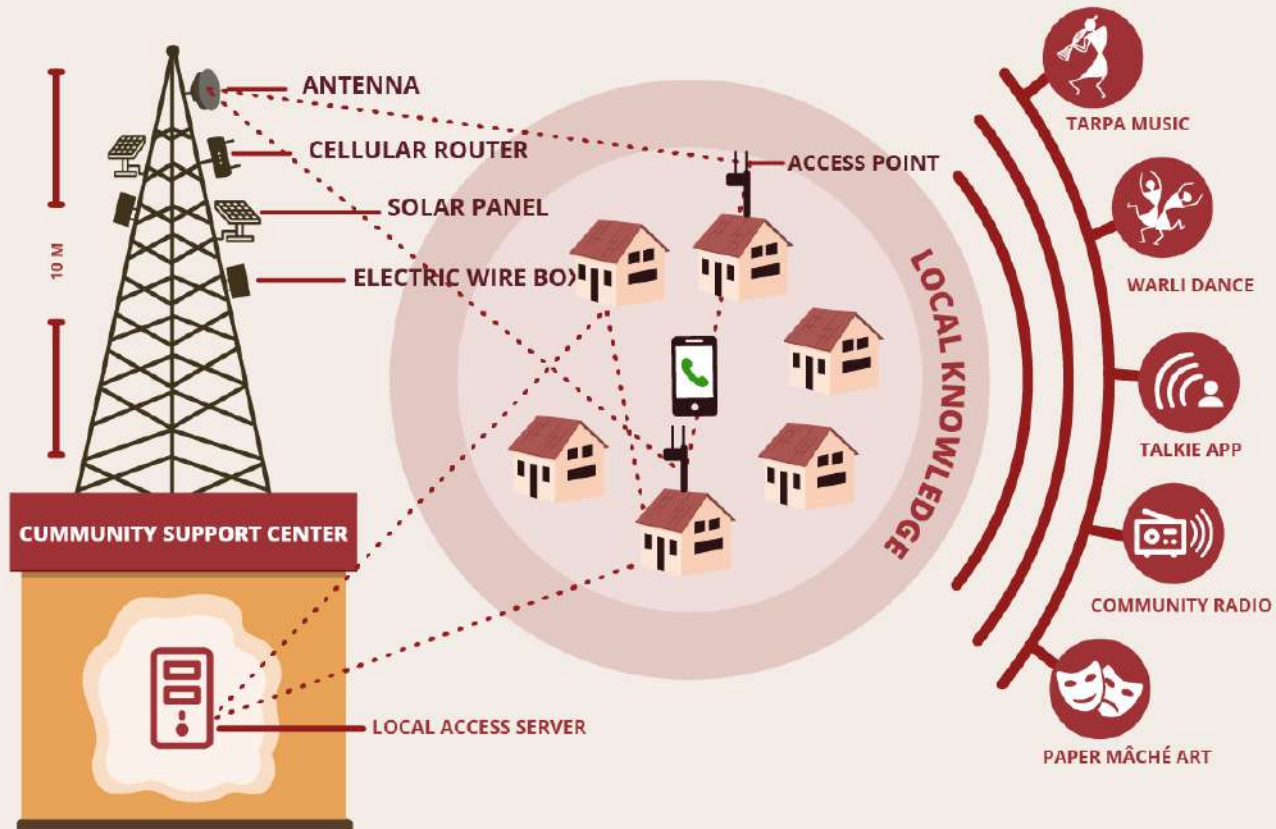 ANTENNA
CELLULAR ROUTER
SOLAR PANEL
ELECTRIC WIRE BOX
10 M
CUMMUNITY SUPPORT CENTER
LOCAL ACCESS SERVER
ACCESS POINT
LOCAL KNOWLEDGE
TARPA MUSIC
WARLI DANCE
TALKIE APP
COMMUNITY RADIO
PAPER MÂCHÉ ART